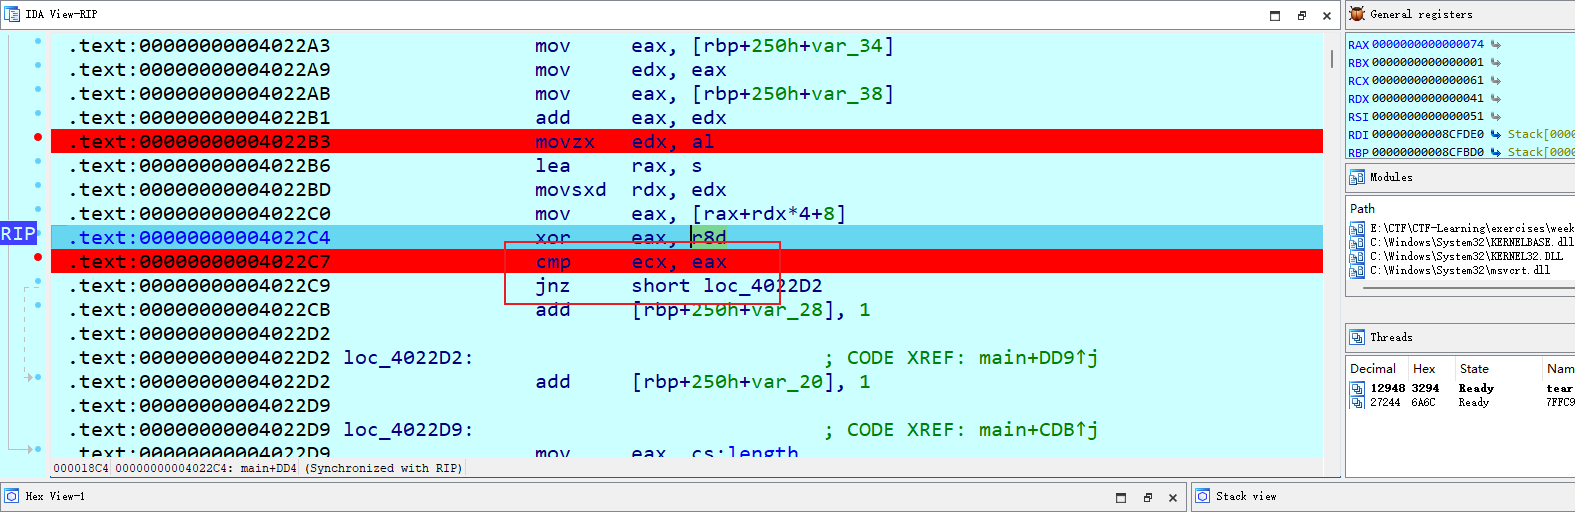 IDA View-RIP
.text:00000000004022A3 mov eax, [rbp+250h+var_34]
.text:00000000004022A9 mov edx, eax
.text:00000000004022AB mov eax, [rbp+250h+var_38]
.text:00000000004022B1 add eax, edx
.text:00000000004022B3 movzx edx, al
.text:00000000004022B6 lea rax, s
.text:00000000004022BD movsxd rdx, edx
.text:00000000004022C0 mov eax, [rax+rdx*4+8]
RIP .text:00000000004022C4 xor eax, r8d
.text:00000000004022C7 cmp ecx, eax
.text:00000000004022C9 jnz short loc_4022D2
.text:00000000004022CB add [rbp+250h+var_28], 1
.text:00000000004022D2
.text:00000000004022D2 loc_4022D2: ; CODE XREF: main+DD9↑j
.text:00000000004022D2 add [rbp+250h+var_20], 1
.text:00000000004022D9
.text:00000000004022D9 loc_4022D9: ; CODE XREF: main+CDB↑j
.text:00000000004022D9 mov eax, cs:length
000018C4 00000000004022C4: main+DD4 (Synchronized with RIP)
General registers
RAX 0000000000000074
RBX 0000000000000001
RCX 0000000000000061
RDX 0000000000000041
RSI 0000000000000051
RDI 00000000008CFDE0 Stack[000
RBP 00000000008CFBD0 Stack[000
Modules
Path
E:\CTF\CTF-Learning\exercises\week
C:\Windows\System32\KERNELBASE.dll
C:\Windows\System32\KERNEL32.DLL
C:\Windows\System32\msvcrt.dll
Threads
Decimal Hex State Nam
12948 3294 Ready tear
27244 6A6C Ready 7FFC9
Hex View-1
Stack view